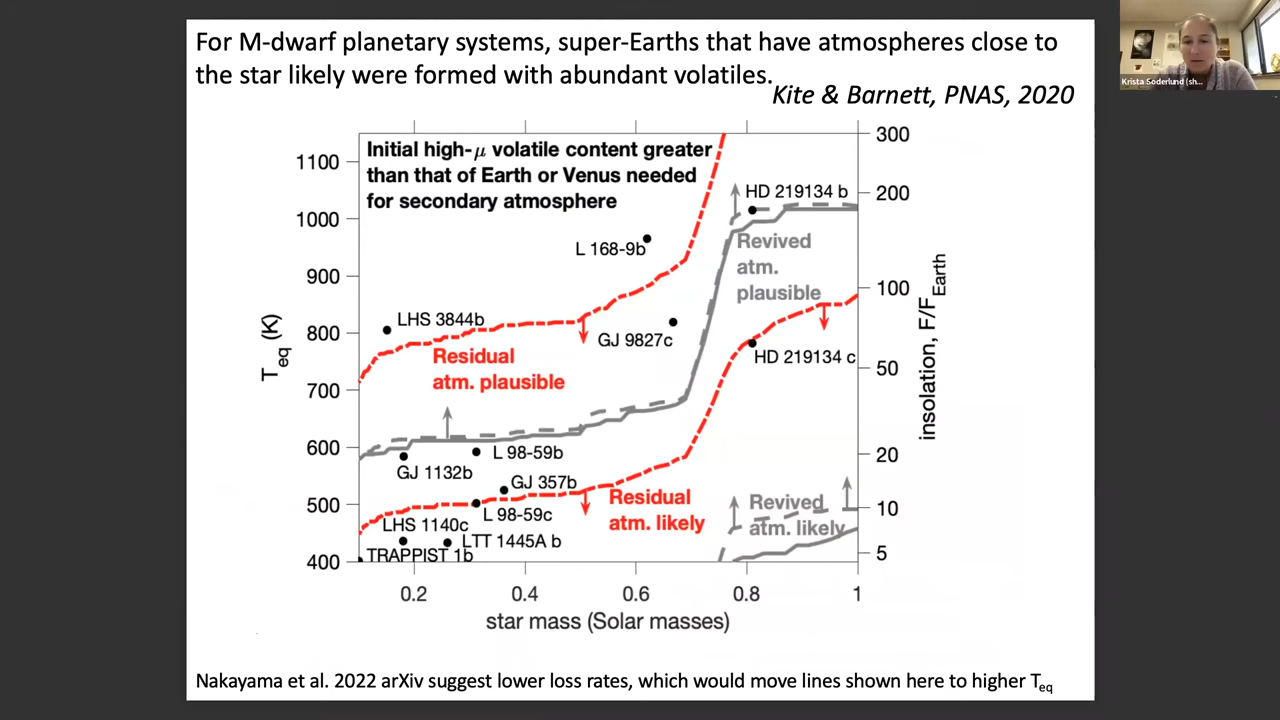 For M-dwarf planetary systems, super-Earths that have atmospheres close to
the star likely were formed with abundant volatiles.
Kite & Barnett, PNAS, 2020
Krista Soderlund (sh...
Initial high-μ volatile content greater
than that of Earth or Venus needed
for secondary atmosphere
1100
1000
900
800
700
600
500
400
T_eq (K)
300
200
100
50
20
10
5
insolation, F/F_Earth
HD 219134 b
L 168-9b
Revived
atm.
plausible
LHS 3844b
GJ 9827c
HD 219134 c
Residual
atm. plausible
L 98-59b
GJ 1132b
GJ 357b
L 98-59c
Residual
atm. likely
Revived
atm. likely
LHS 1140c
LTT 1445A b
TRAPPIST 1b
0.2
0.4
0.6
0.8
1
star mass (Solar masses)
Nakayama et al. 2022 arXiv suggest lower loss rates, which would move lines shown here to higher T_eq